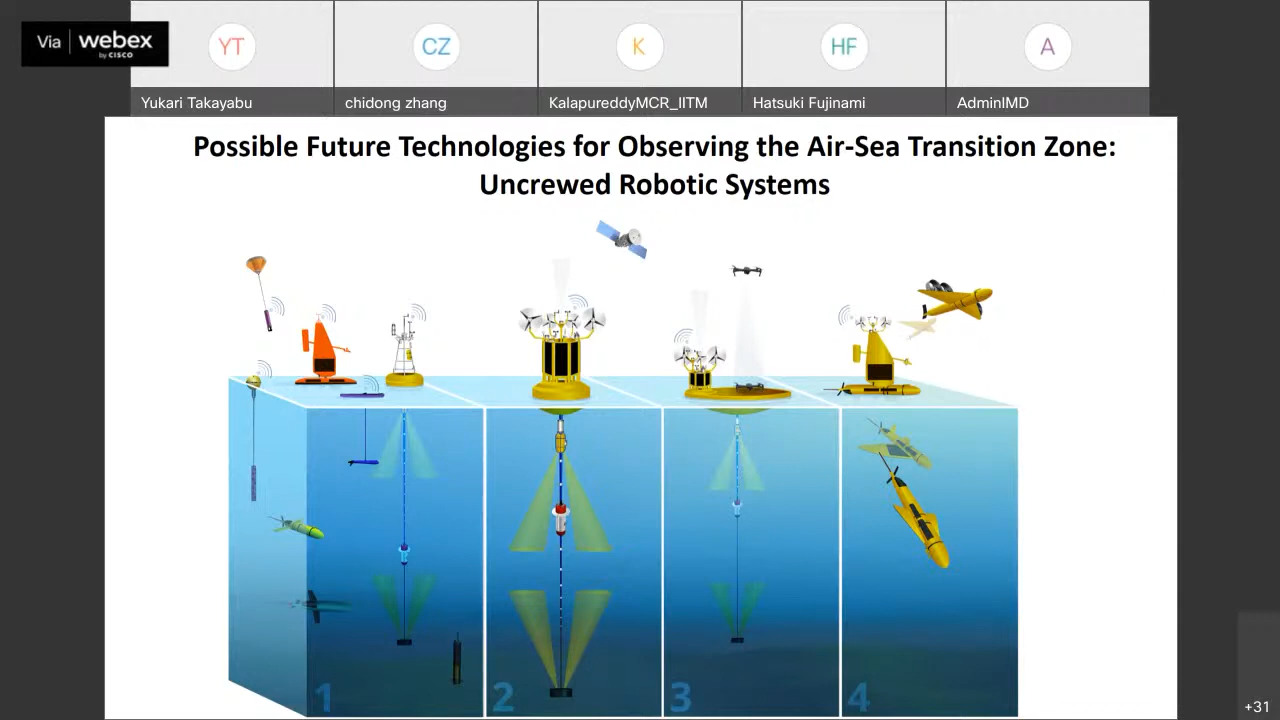 Via webex
by CISCO
YT
CZ
K
HF
A
Yukari Takayabu
chidong zhang
KalapureddyMCR_IITM
Hatsuki Fujinami
AdminIMD
Possible Future Technologies for Observing the Air-Sea Transition Zone:
Uncrewed Robotic Systems
1
2
3
4
+31